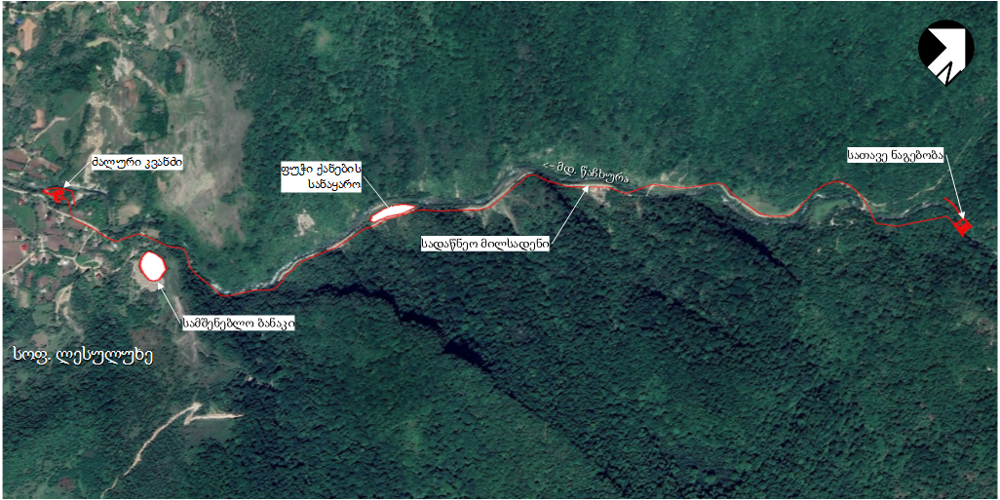 N
სათავე ნაგებობა
ძალური კვანძი
ფუჭი ქანების
სანაყარო
<- მდ. წაჩხურა
სადაწნეო მილსადენი
სამშენებლო ბანაკი
სოფ. ლესულუხე